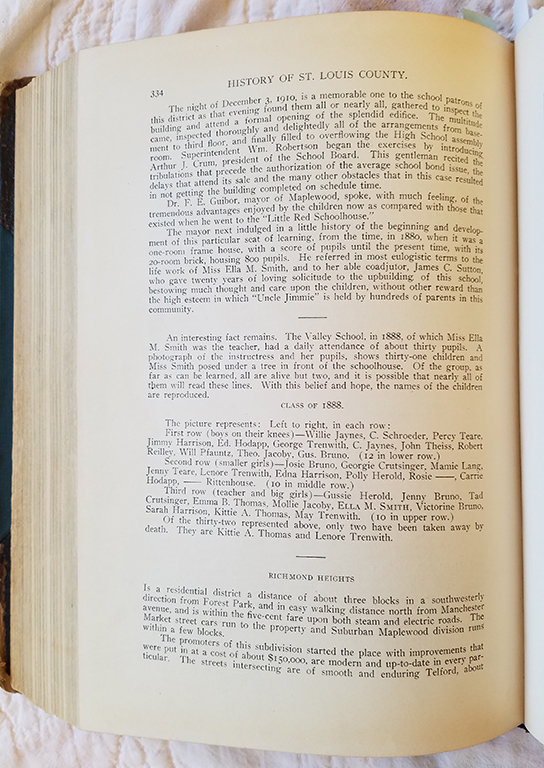 334
HISTORY OF ST. LOUIS COUNTY.
The night of December 3, 1910, is a memorable one to the school patrons of
this district as that evening found them all or nearly all, gathered to inspect the
building and attend a formal opening of the splendid edifice. The multitude
came, inspected thoroughly and delightedly all of the arrangements from base-
ment to third floor, and finally filled to overflowing the High School assembly
room. Superintendent Wm. Robertson began the exercises by introducing
Arthur J. Crum, president of the School Board. This gentleman recited the
tribulations that precede the authorization of the average school bond issue, the
delays that attend its sale and the many other obstacles that in this case resulted
in not getting the building completed on schedule time.
Dr. F. E. Guibor, mayor of Maplewood, spoke, with much feeling, of the
tremendous advantages enjoyed by the children now as compared with those that
existed when he went to the "Little Red Schoolhouse."
The mayor next indulged in a little history of the beginning and develop-
ment of this particular seat of learning, from the time, in 1880, when it was a
one-room frame house, with a score of pupils until the present time, with its
20-room brick, housing 800 pupils. He referred in most eulogistic terms to the
life work of Miss Ella M. Smith, and to her able coadjutor, James C. Sutton,
who gave twenty years of loving solicitude to the upbuilding of this school,
bestowing much thought and care upon the children, without other reward than
the high esteem in which "Uncle Jimmie" is held by hundreds of parents in this
community.
An interesting fact remains. The Valley School, in 1888, of which Miss Ella
M. Smith was the teacher, had a daily attendance of about thirty pupils. A
photograph of the instructress and her pupils, shows thirty-one children and
Miss Smith posed under a tree in front of the schoolhouse. Of the group, as
far as can be learned, all are alive but two, and it is possible that nearly all of
them will read these lines. With this belief and hope, the names of the children
are reproduced.
CLASS OF 1888.
The picture represents: Left to right, in each row:
First row (boys on their knees)—Willie Jaynes, C. Schroeder, Percy Teare,
Jimmy Harrison, Ed. Hodapp, George Trenwith, C. Jaynes, John Theiss, Robert
Reilley, Will Pfauntz, Theo. Jacoby, Gus. Bruno. (12 in lower row.)
Second row (smaller girls)—Josie Bruno, Georgie Crutsinger, Mamie Lang,
Jenny Teare, Lenore Trenwith, Edna Harrison, Polly Herold, Rosie ——, Carrie
Hodapp, —— Rittenhouse. (10 in middle row.)
Third row (teacher and big girls)—Gussie Herold, Jenny Bruno, Tad
Crutsinger, Emma B. Thomas, Mollie Jacoby, ELLA M. SMITH, Victorine Bruno,
Sarah Harrison, Kittie A. Thomas, May Trenwith. (10 in upper row.)
Of the thirty-two represented above, only two have been taken away by
death. They are Kittie A. Thomas and Lenore Trenwith.
RICHMOND HEIGHTS
Is a residential district a distance of about three blocks in a southwesterly
direction from Forest Park, and in easy walking distance north from Manchester
avenue, and is within the five-cent fare upon both steam and electric roads. The
Market street cars run to the property and Suburban Maplewood division runs
within a few blocks.
The promoters of this subdivision started the place with improvements that
were put in at a cost of about $150,000, are modern and up-to-date in every par-
ticular. The streets intersecting are of smooth and enduring Telford, about